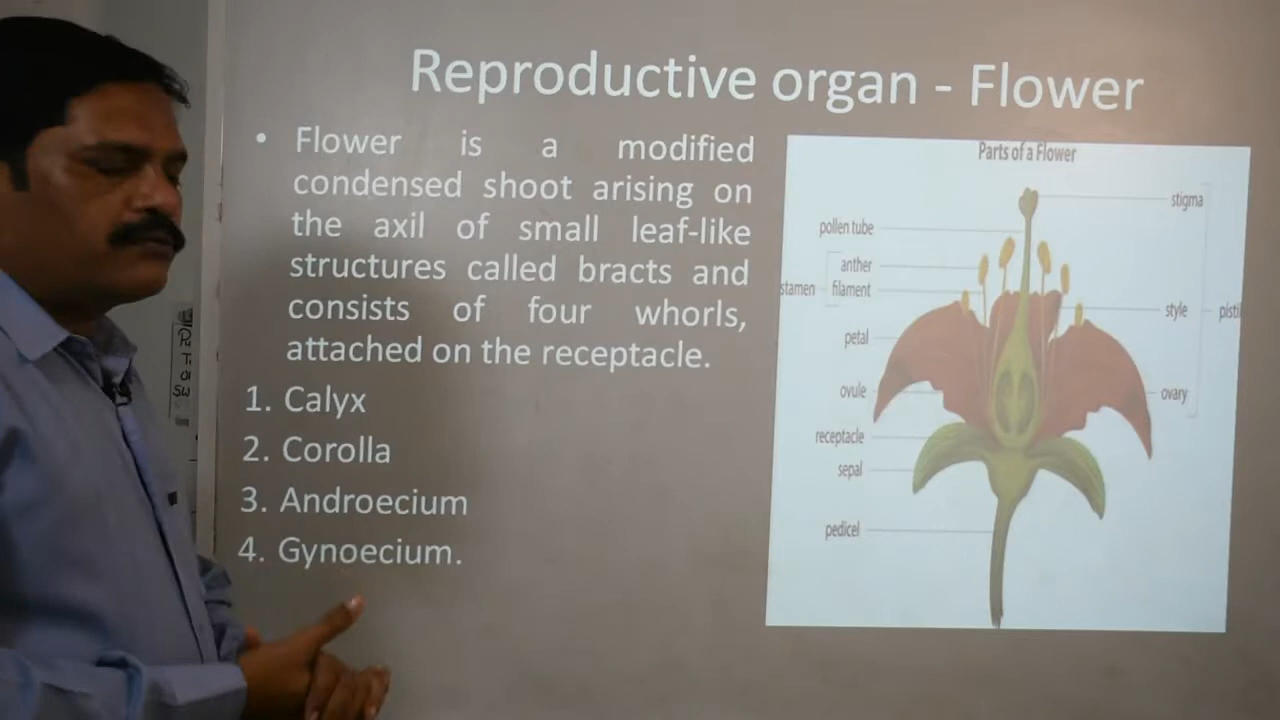 Reproductive organ - Flower
• Flower is a modified
condensed shoot arising on
the axil of small leaf-like
structures called bracts and
consists of four whorls,
attached on the receptacle.
1. Calyx
2. Corolla
3. Androecium
4. Gynoecium.
Parts of a Flower
stigma
pollen tube
anther
stamen
filament
style
pistil
petal
ovule
ovary
receptacle
sepal
pedicel